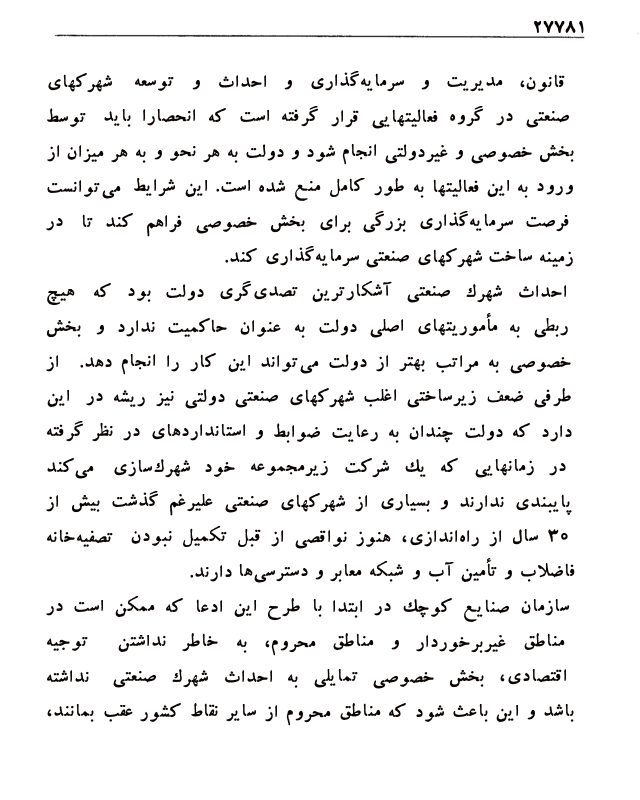 ۲۷۷۸۱
قانون، مدیریت و سرمایه‌گذاری و احداث و توسعه شهرکهای
صنعتی در گروه فعالیتهایی قرار گرفته است که انحصارا باید توسط
بخش خصوصی و غیردولتی انجام شود و دولت به هر نحو و به هر میزان از
ورود به این فعالیتها به طور کامل منع شده است. این شرایط می‌توانست
فرصت سرمایه‌گذاری بزرگی برای بخش خصوصی فراهم کند تا در
زمینه ساخت شهرکهای صنعتی سرمایه‌گذاری کند.
احداث شهرك صنعتی آشکارترین تصدی‌گری دولت بود که هیچ
ربطی به مأموریتهای اصلی دولت به عنوان حاکمیت ندارد و بخش
خصوصی به مراتب بهتر از دولت می‌تواند این کار را انجام دهد. از
طرفی ضعف زیرساختی اغلب شهرکهای صنعتی دولتی نیز ریشه در این
دارد که دولت چندان به رعایت ضوابط و استانداردهای در نظر گرفته
در زمانهایی که یك شرکت زیرمجموعه خود شهرك‌سازی می‌کند
پایبندی ندارند و بسیاری از شهرکهای صنعتی علیرغم گذشت بیش از
۳۰ سال از راه‌اندازی، هنوز نواقصی از قبل تکمیل نبودن تصفیه‌خانه
فاضلاب و تأمین آب و شبکه معابر و دسترسی‌ها دارند.
سازمان صنایع کوچك در ابتدا با طرح این ادعا که ممکن است در
مناطق غیربرخوردار و مناطق محروم، به خاطر نداشتن توجیه
اقتصادی، بخش خصوصی تمایلی به احداث شهرك صنعتی نداشته
باشد و این باعث شود که مناطق محروم از سایر نقاط کشور عقب بمانند،